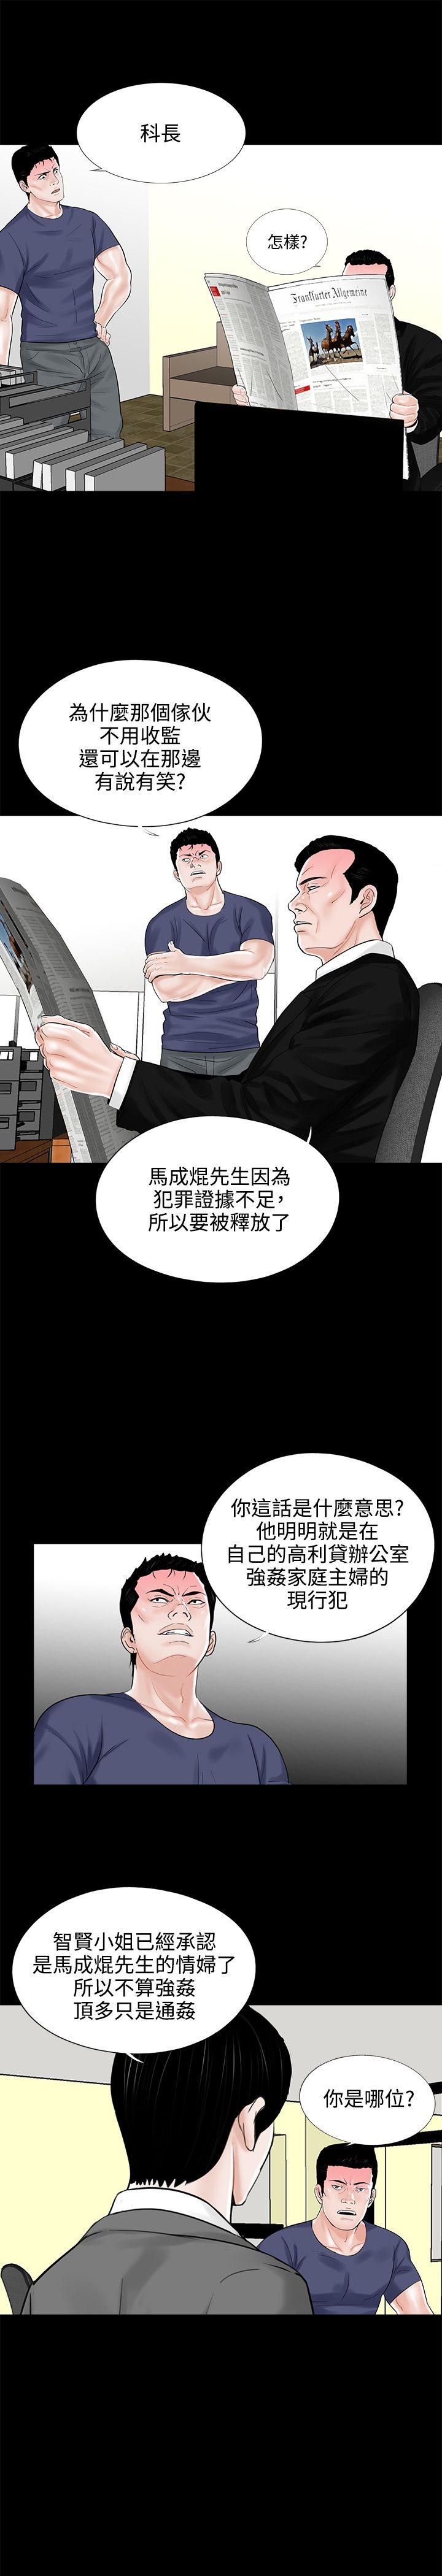 科長
怎樣?
Frankfurter Allgemeine
為什麼那個傢伙
不用收監
還可以在那邊
有說有笑?
馬成焜先生因為
犯罪證據不足,
所以要被釋放了
你這話是什麼意思?
他明明就是在
自己的高利貸辦公室
強姦家庭主婦的
現行犯
智賢小姐已經承認
是馬成焜先生的情婦了
所以不算強姦
頂多只是通姦
你是哪位?